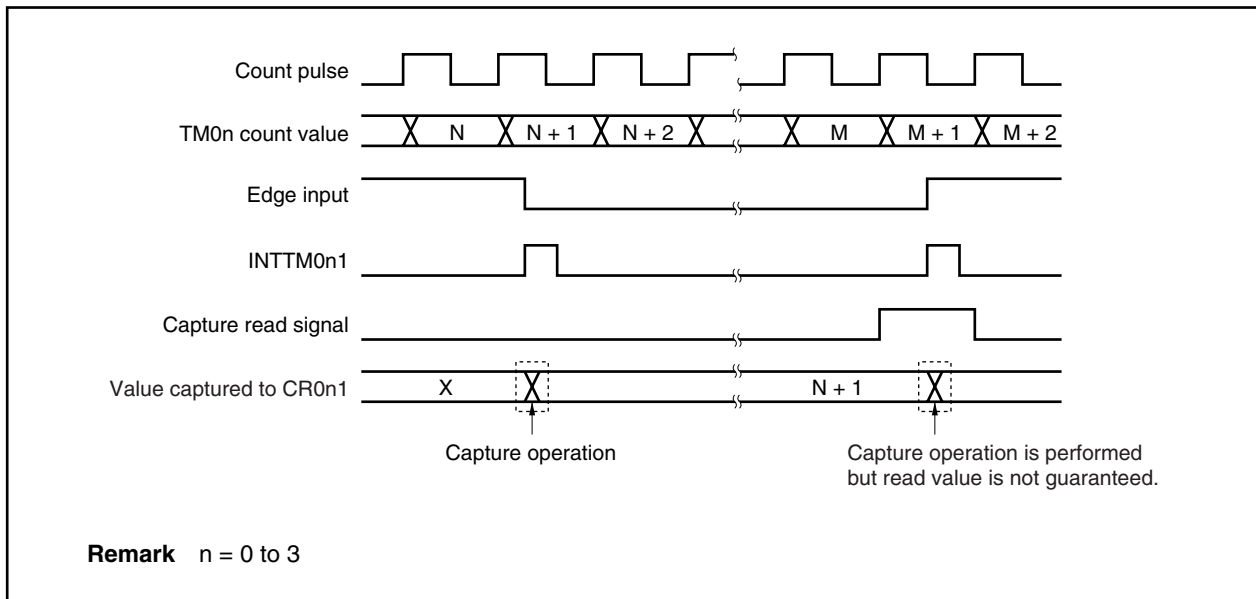 Count pulse
TM0n count value
N
N + 1
N + 2
M
M + 1
M + 2
Edge input
INTTM0n1
Capture read signal
Value captured to CR0n1
X
N + 1
Capture operation
Capture operation is performed
but read value is not guaranteed.
Remark n = 0 to 3